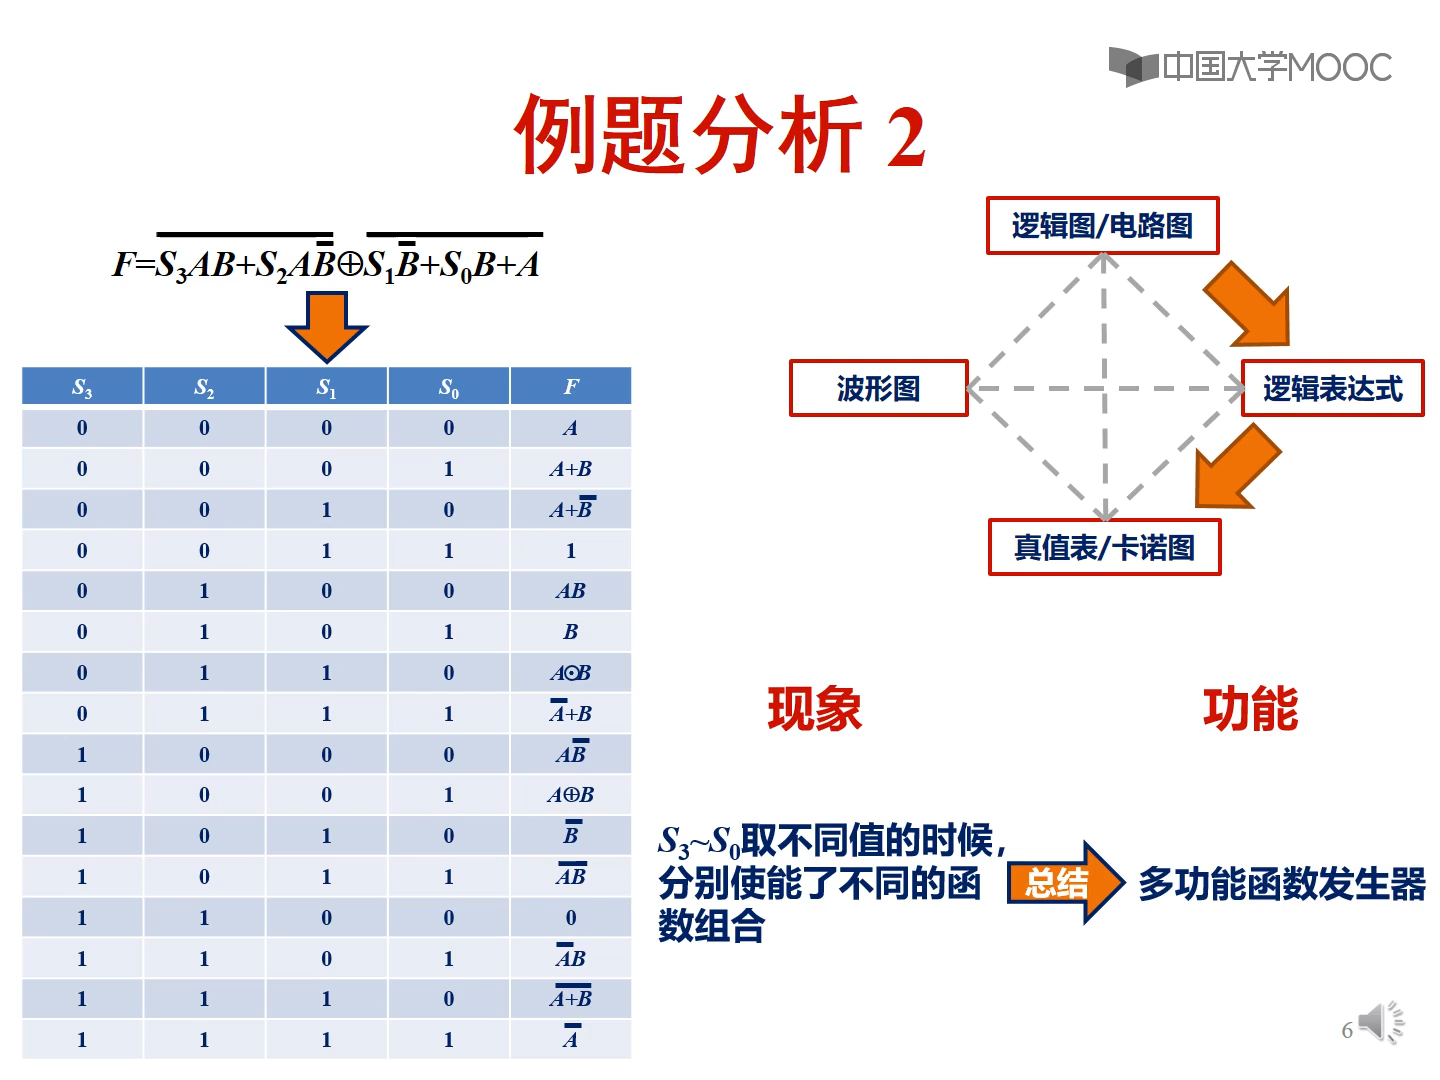 中国大学MOOC
例题分析 2
F=S₃AB+S₂AB̅⊕S₁B̅+S₀B+A
S₃ S₂ S₁ S₀ F
0 0 0 0 A
0 0 0 1 A+B
0 0 1 0 A+B̅
0 0 1 1 1
0 1 0 0 AB
0 1 0 1 B
0 1 1 0 A⊙B
0 1 1 1 A̅+B
1 0 0 0 AB̅
1 0 0 1 A⊕B
1 0 1 0 B̅
1 0 1 1 A̅B̅
1 1 0 0 0
1 1 0 1 A̅B
1 1 1 0 A̅+̅B̅
1 1 1 1 A̅
逻辑图/电路图
波形图
逻辑表达式
真值表/卡诺图
现象
功能
S₃~S₀取不同值的时候,
分别使能了不同的函
数组合
总结
多功能函数发生器
6